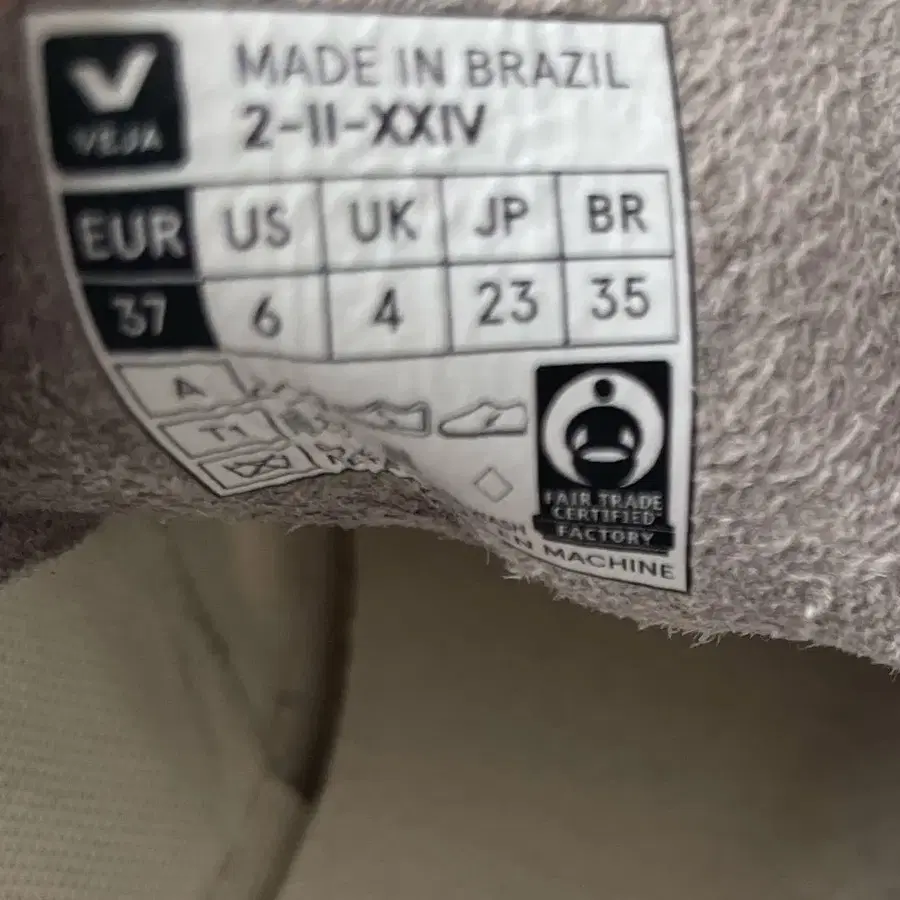 VEJA
MADE IN BRAZIL
2-II-XXIV
EUR US UK JP BR
37 6 4 23 35
A
T1
FAIR TRADE
CERTIFIED
FACTORY
EN MACHINE